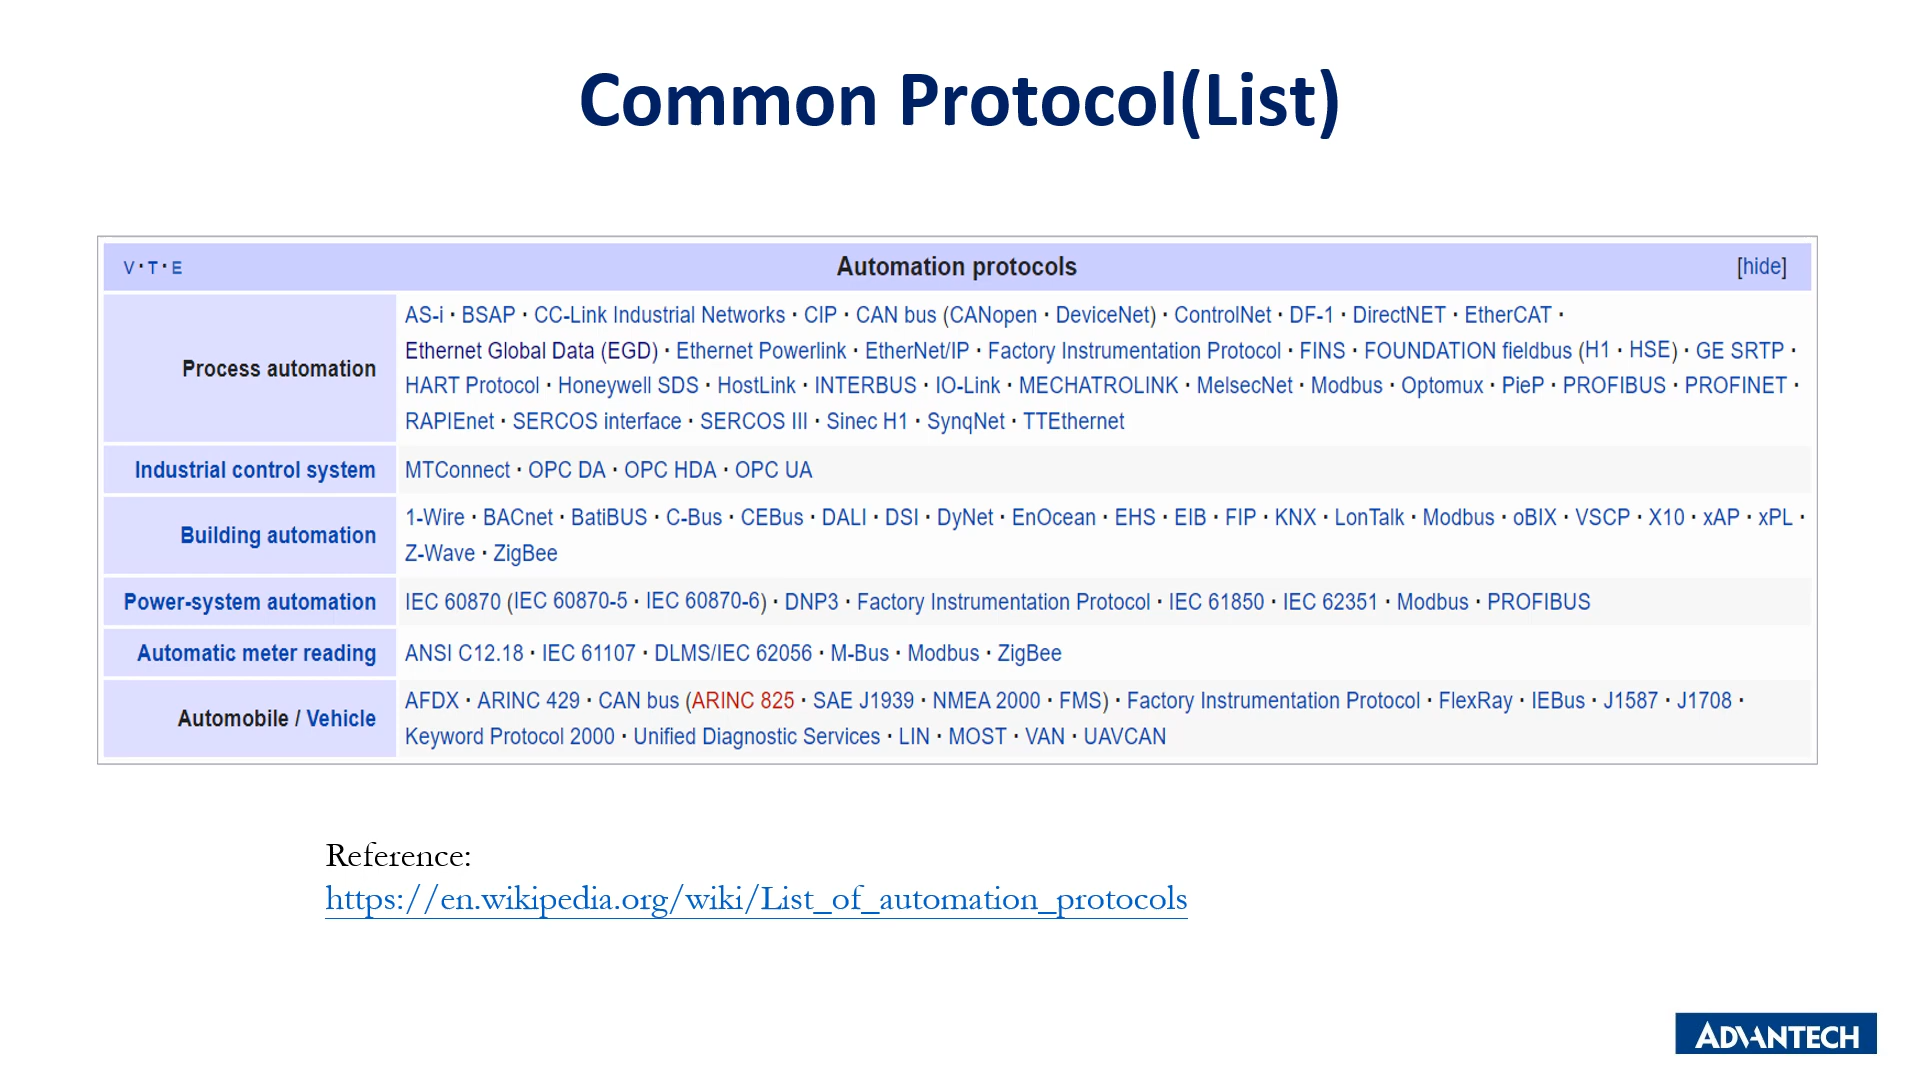 Common Protocol(List)
V · T · E
Automation protocols
[hide]
Process automation
AS-i · BSAP · CC-Link Industrial Networks · CIP · CAN bus (CANopen · DeviceNet) · ControlNet · DF-1 · DirectNET · EtherCAT ·
Ethernet Global Data (EGD) · Ethernet Powerlink · EtherNet/IP · Factory Instrumentation Protocol · FINS · FOUNDATION fieldbus (H1 · HSE) · GE SRTP ·
HART Protocol · Honeywell SDS · HostLink · INTERBUS · IO-Link · MECHATROLINK · MelsecNet · Modbus · Optomux · PieP · PROFIBUS · PROFINET ·
RAPIEnet · SERCOS interface · SERCOS III · Sinec H1 · SynqNet · TTEthernet
Industrial control system
MTConnect · OPC DA · OPC HDA · OPC UA
Building automation
1-Wire · BACnet · BatiBUS · C-Bus · CEBus · DALI · DSI · DyNet · EnOcean · EHS · EIB · FIP · KNX · LonTalk · Modbus · oBIX · VSCP · X10 · xAP · xPL ·
Z-Wave · ZigBee
Power-system automation
IEC 60870 (IEC 60870-5 · IEC 60870-6) · DNP3 · Factory Instrumentation Protocol · IEC 61850 · IEC 62351 · Modbus · PROFIBUS
Automatic meter reading
ANSI C12.18 · IEC 61107 · DLMS/IEC 62056 · M-Bus · Modbus · ZigBee
Automobile / Vehicle
AFDX · ARINC 429 · CAN bus (ARINC 825 · SAE J1939 · NMEA 2000 · FMS) · Factory Instrumentation Protocol · FlexRay · IEBus · J1587 · J1708 ·
Keyword Protocol 2000 · Unified Diagnostic Services · LIN · MOST · VAN · UAVCAN
Reference:
https://en.wikipedia.org/wiki/List_of_automation_protocols
ADVANTECH